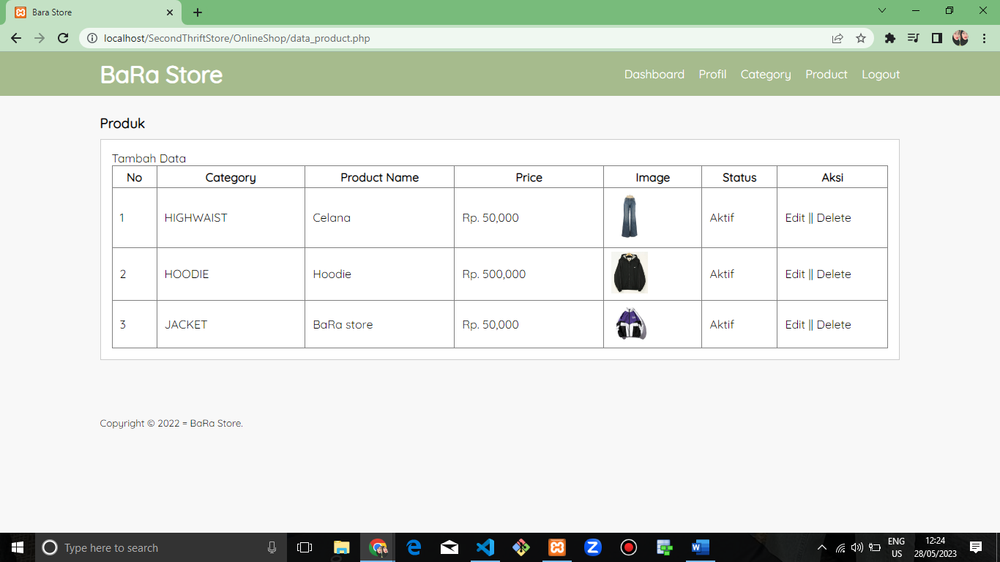 Bara Store
localhost/SecondThriftStore/OnlineShop/data_product.php
BaRa Store
Dashboard Profil Category Product Logout
Produk
Tambah Data
No Category Product Name Price Image Status Aksi
1 HIGHWAIST Celana Rp. 50,000 Aktif Edit || Delete
2 HOODIE Hoodie Rp. 500,000 Aktif Edit || Delete
3 JACKET BaRa store Rp. 50,000 Aktif Edit || Delete
Copyright © 2022 = BaRa Store.
Type here to search
ENG
US
12:24
28/05/2023